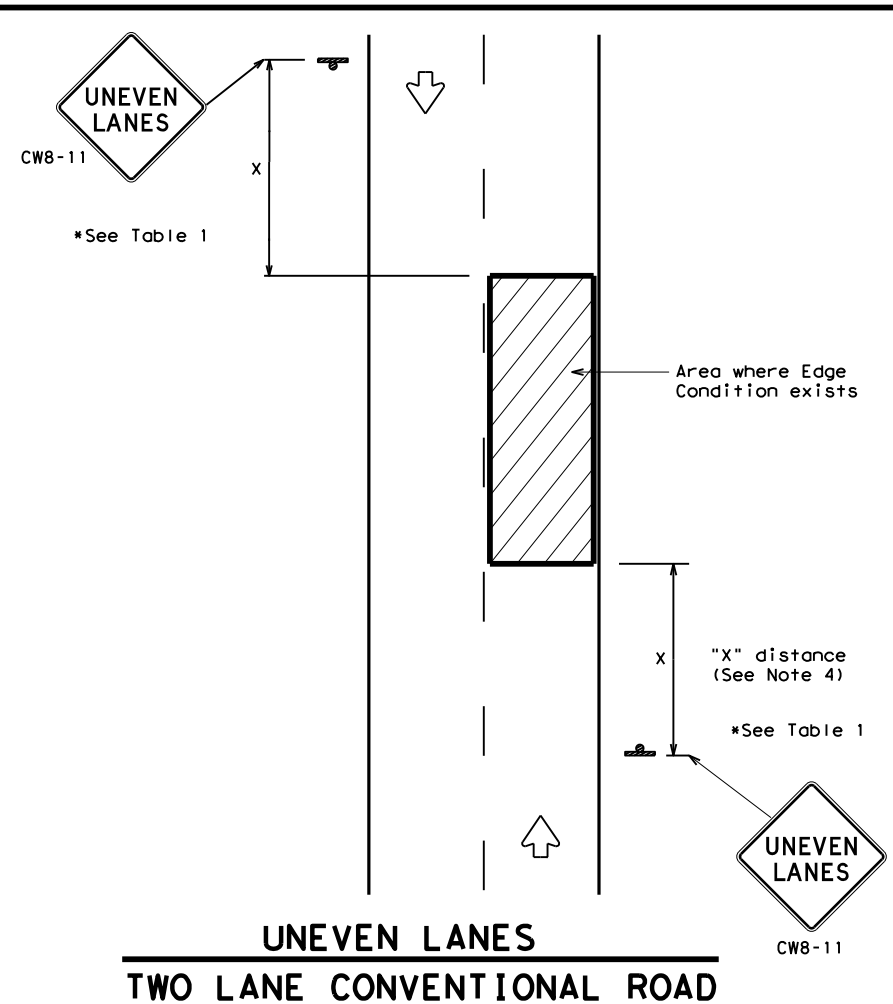 UNEVEN
LANES
CW8-11
X
*See Table 1
Area where Edge
Condition exists
X
"X" distance
(See Note 4)
*See Table 1
UNEVEN
LANES
CW8-11
UNEVEN LANES
TWO LANE CONVENTIONAL ROAD